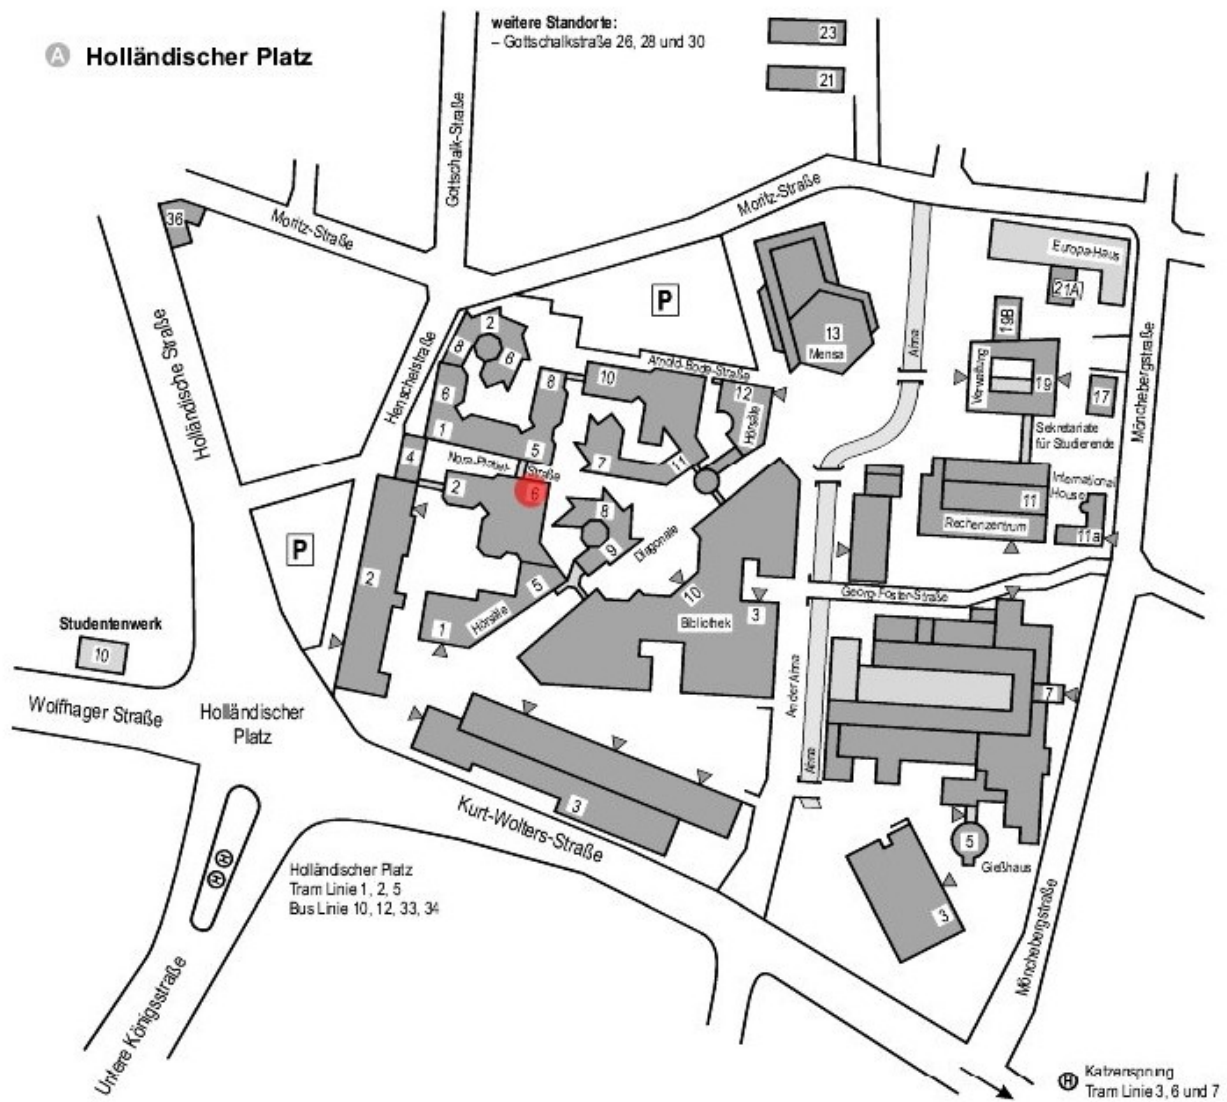 weitere Standorte:
– Gottschalkstraße 26, 28 und 30
A Holländischer Platz
23
21
Gottschalk-Straße
Moritz-Straße
36
Moritz-Straße
Europa-Haus
21A
P
Holländische Straße
Henschelstraße
2
8
6
13
Mensa
Ahna
19B
Verwaltung
19
17
Mönchebergstraße
Arnold-Bode-Straße
10
8
12
Hörsäle
6
1
5
7
11
Sekretariate
für Studierende
4
Nora-Platiel-
Straße
2
6
8
9
Diagonale
International
House
11
Rechenzentrum
11a
P
2
5
1
Hörsäle
10
Bibliothek
3
Georg-Foster-Straße
Studentenwerk
10
Wolfhager Straße
Holländischer
Platz
An der Ahna
Ahna
7
3
Kurt-Wolters-Straße
5
Gießhaus
3
H H
Holländischer Platz
Tram Linie 1, 2, 5
Bus Linie 10, 12, 33, 34
Untere Königsstraße
Mönchebergstraße
H Katzensprung
Tram Linie 3, 6 und 7